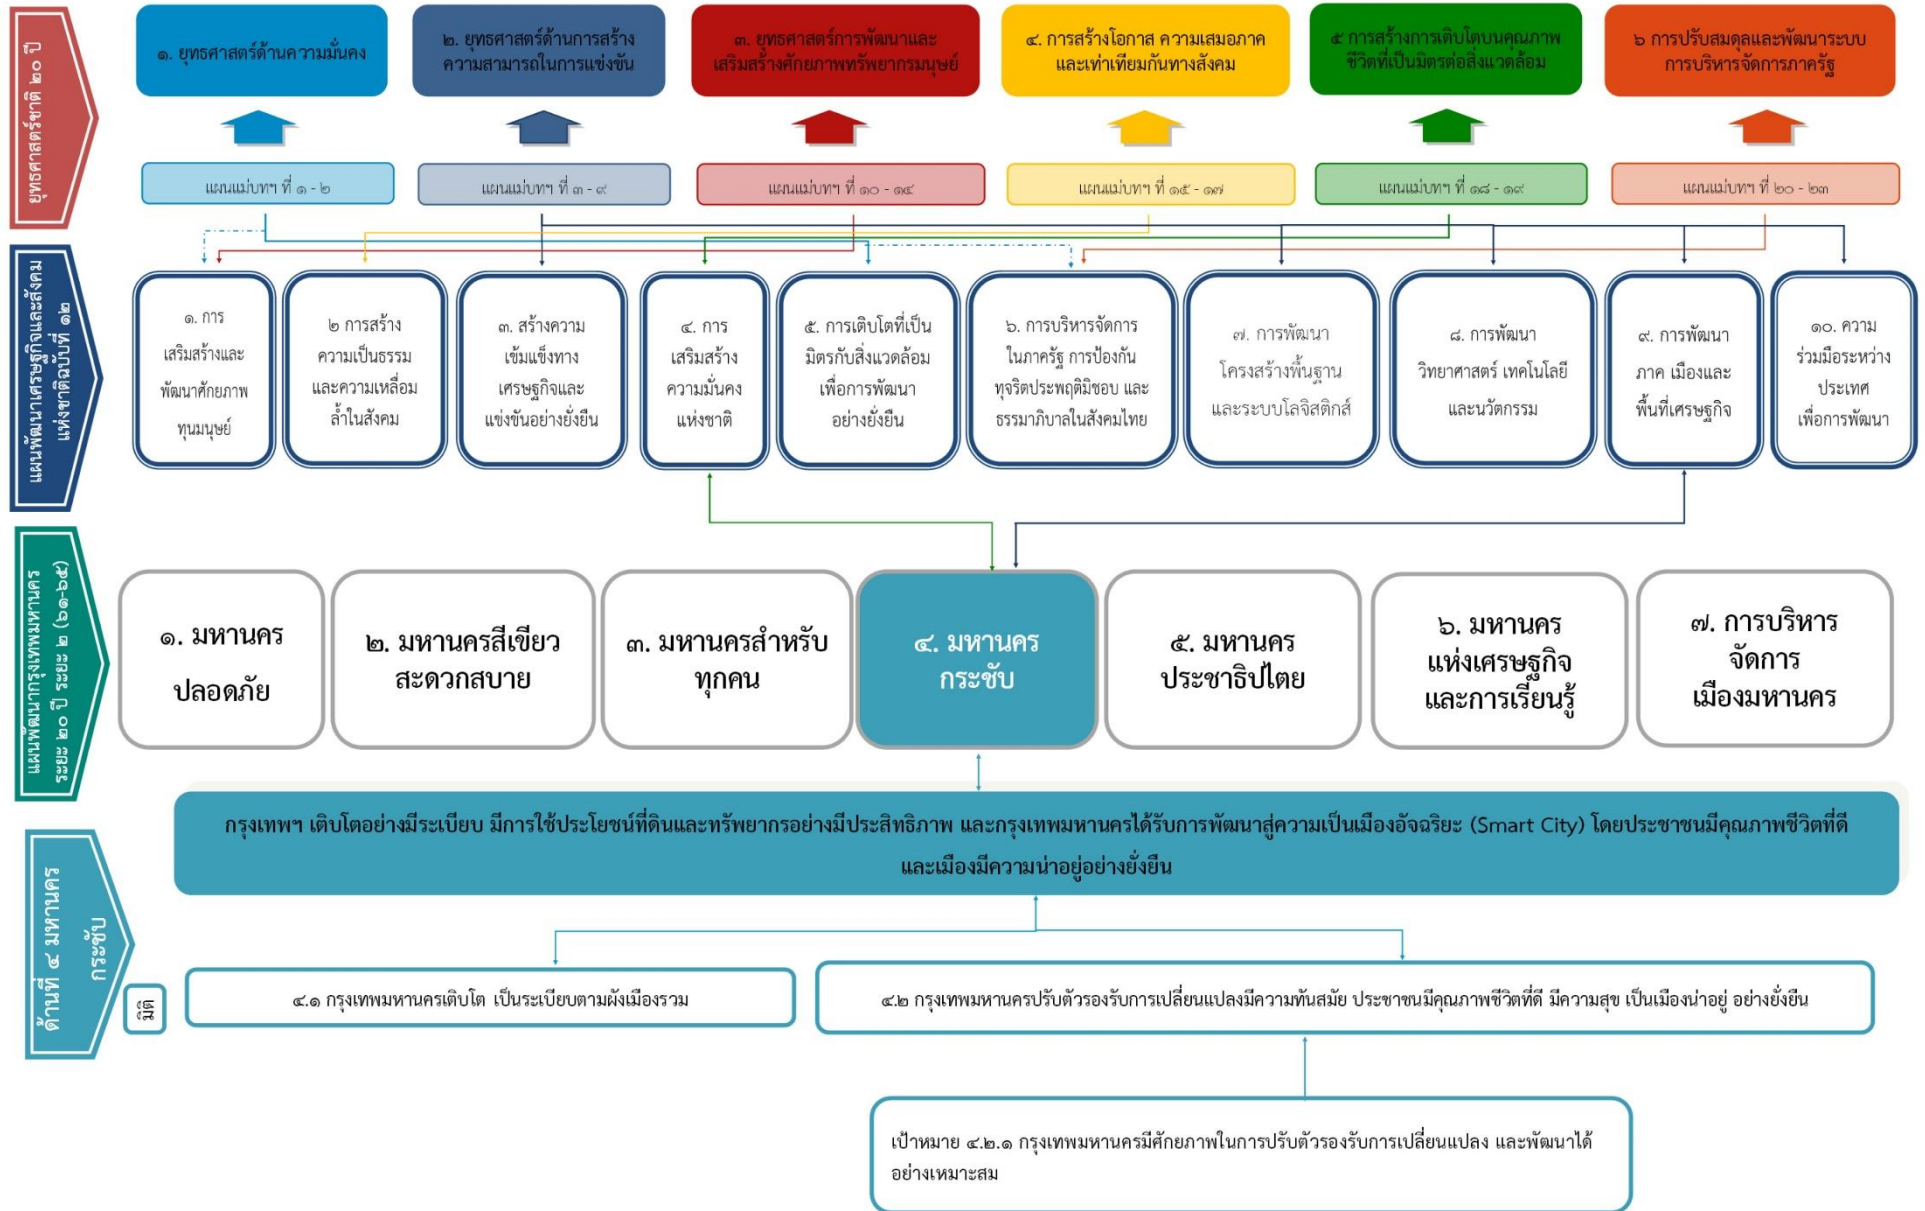 ยุทธศาสตร์ชาติ ๒๐ ปี
๑. ยุทธศาสตร์ด้านความมั่นคง
๒. ยุทธศาสตร์ด้านการสร้าง
ความสามารถในการแข่งขัน
๓. ยุทธศาสตร์การพัฒนาและ
เสริมสร้างศักยภาพทรัพยากรมนุษย์
๔. การสร้างโอกาส ความเสมอภาค
และเท่าเทียมกันทางสังคม
๕ การสร้างการเติบโตบนคุณภาพ
ชีวิตที่เป็นมิตรต่อสิ่งแวดล้อม
๖ การปรับสมดุลและพัฒนาระบบ
การบริหารจัดการภาครัฐ
แผนแม่บทฯ ที่ ๑ - ๒
แผนแม่บทฯ ที่ ๓ - ๙
แผนแม่บทฯ ที่ ๑๐ - ๑๔
แผนแม่บทฯ ที่ ๑๕ - ๑๗
แผนแม่บทฯ ที่ ๑๘ - ๑๙
แผนแม่บทฯ ที่ ๒๐ - ๒๓
แผนพัฒนาเศรษฐกิจและสังคม
แห่งชาติฉบับที่ ๑๒
๑. การ
เสริมสร้างและ
พัฒนาศักยภาพ
ทุนมนุษย์
๒ การสร้าง
ความเป็นธรรม
และความเหลื่อม
ล้ำในสังคม
๓. สร้างความ
เข้มแข็งทาง
เศรษฐกิจและ
แข่งขันอย่างยั่งยืน
๔. การ
เสริมสร้าง
ความมั่นคง
แห่งชาติ
๕. การเติบโตที่เป็น
มิตรกับสิ่งแวดล้อม
เพื่อการพัฒนา
อย่างยั่งยืน
๖. การบริหารจัดการ
ในภาครัฐ การป้องกัน
ทุจริตประพฤติมิชอบ และ
ธรรมาภิบาลในสังคมไทย
๗. การพัฒนา
โครงสร้างพื้นฐาน
และระบบโลจิสติกส์
๘. การพัฒนา
วิทยาศาสตร์ เทคโนโลยี
และนวัตกรรม
๙. การพัฒนา
ภาค เมืองและ
พื้นที่เศรษฐกิจ
๑๐. ความ
ร่วมมือระหว่าง
ประเทศ
เพื่อการพัฒนา
แผนพัฒนากรุงเทพมหานคร
ระยะ ๒๐ ปี ระยะ ๒ (๖๑-๖๕)
๑. มหานคร
ปลอดภัย
๒. มหานครสีเขียว
สะดวกสบาย
๓. มหานครสำหรับ
ทุกคน
๔. มหานคร
กระชับ
๕. มหานคร
ประชาธิปไตย
๖. มหานคร
แห่งเศรษฐกิจ
และการเรียนรู้
๗. การบริหาร
จัดการ
เมืองมหานคร
กรุงเทพฯ เติบโตอย่างมีระเบียบ มีการใช้ประโยชน์ที่ดินและทรัพยากรอย่างมีประสิทธิภาพ และกรุงเทพมหานครได้รับการพัฒนาสู่ความเป็นเมืองอัจฉริยะ (Smart City) โดยประชาชนมีคุณภาพชีวิตที่ดี
และเมืองมีความน่าอยู่อย่างยั่งยืน
ด้านที่ ๔ มหานคร
กระชับ
มิติ
๔.๑ กรุงเทพมหานครเติบโต เป็นระเบียบตามผังเมืองรวม
๔.๒ กรุงเทพมหานครปรับตัวรองรับการเปลี่ยนแปลงมีความทันสมัย ประชาชนมีคุณภาพชีวิตที่ดี มีความสุข เป็นเมืองน่าอยู่ อย่างยั่งยืน
เป้าหมาย ๔.๒.๑ กรุงเทพมหานครมีศักยภาพในการปรับตัวรองรับการเปลี่ยนแปลง และพัฒนาได้
อย่างเหมาะสม